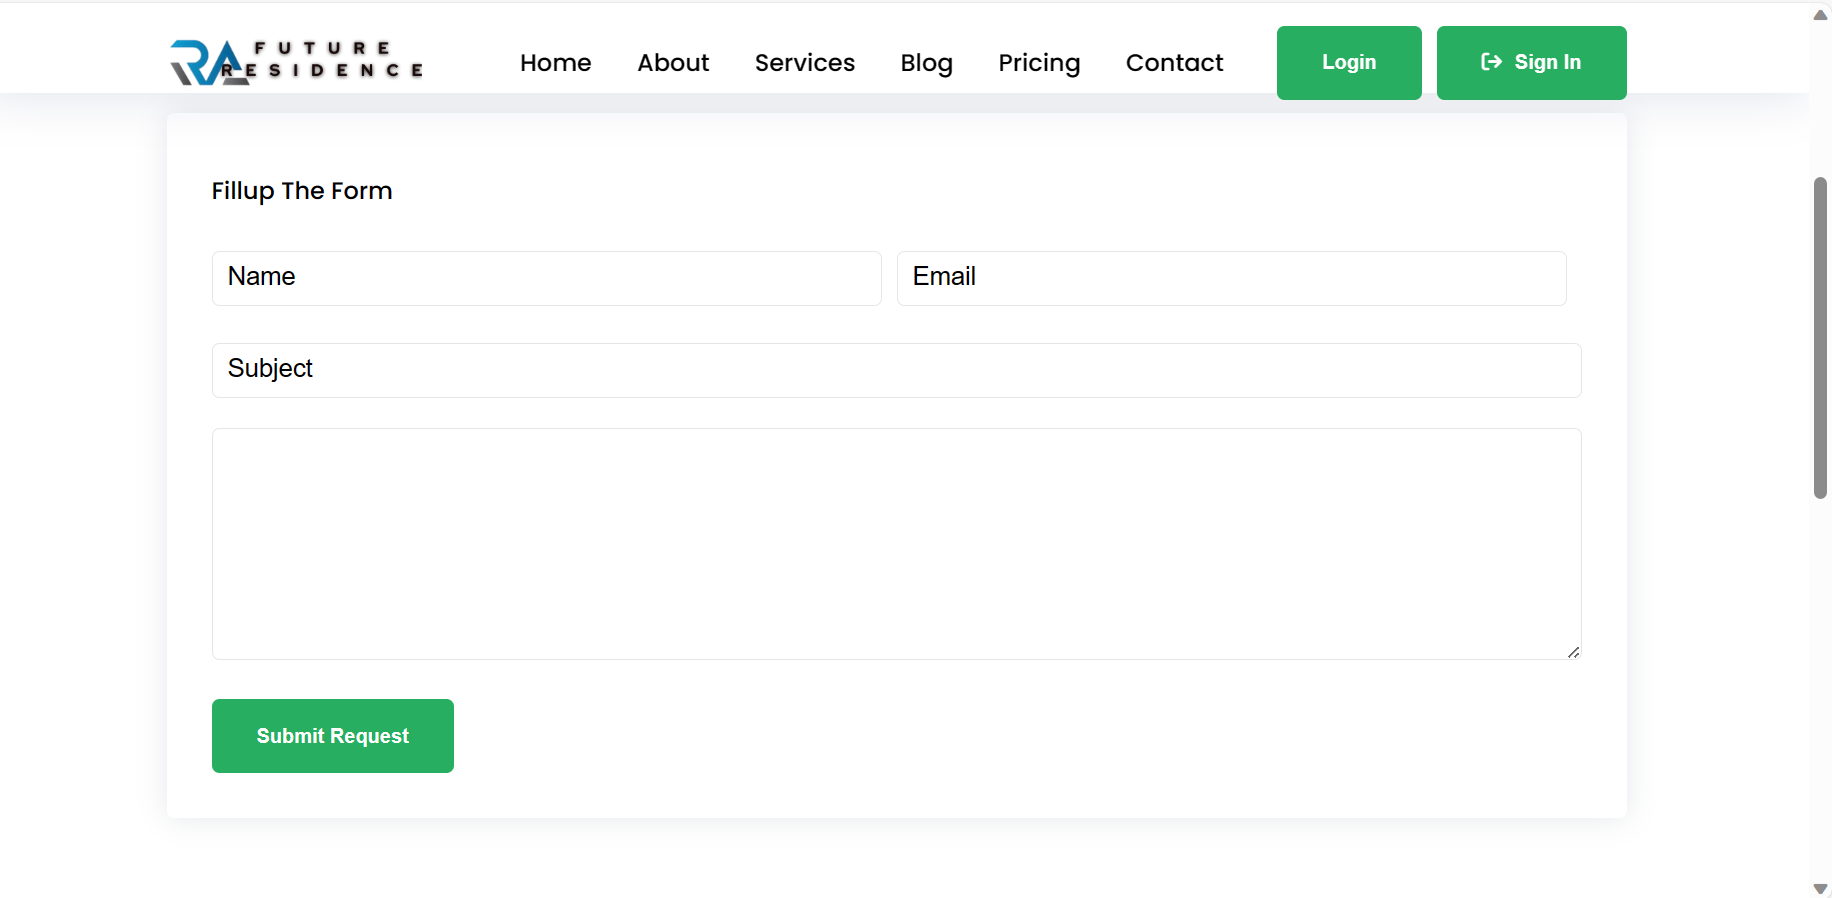 FUTURE
RESIDENCE
Home About Services Blog Pricing Contact Login Sign In
Fillup The Form
Name Email
Subject
Submit Request